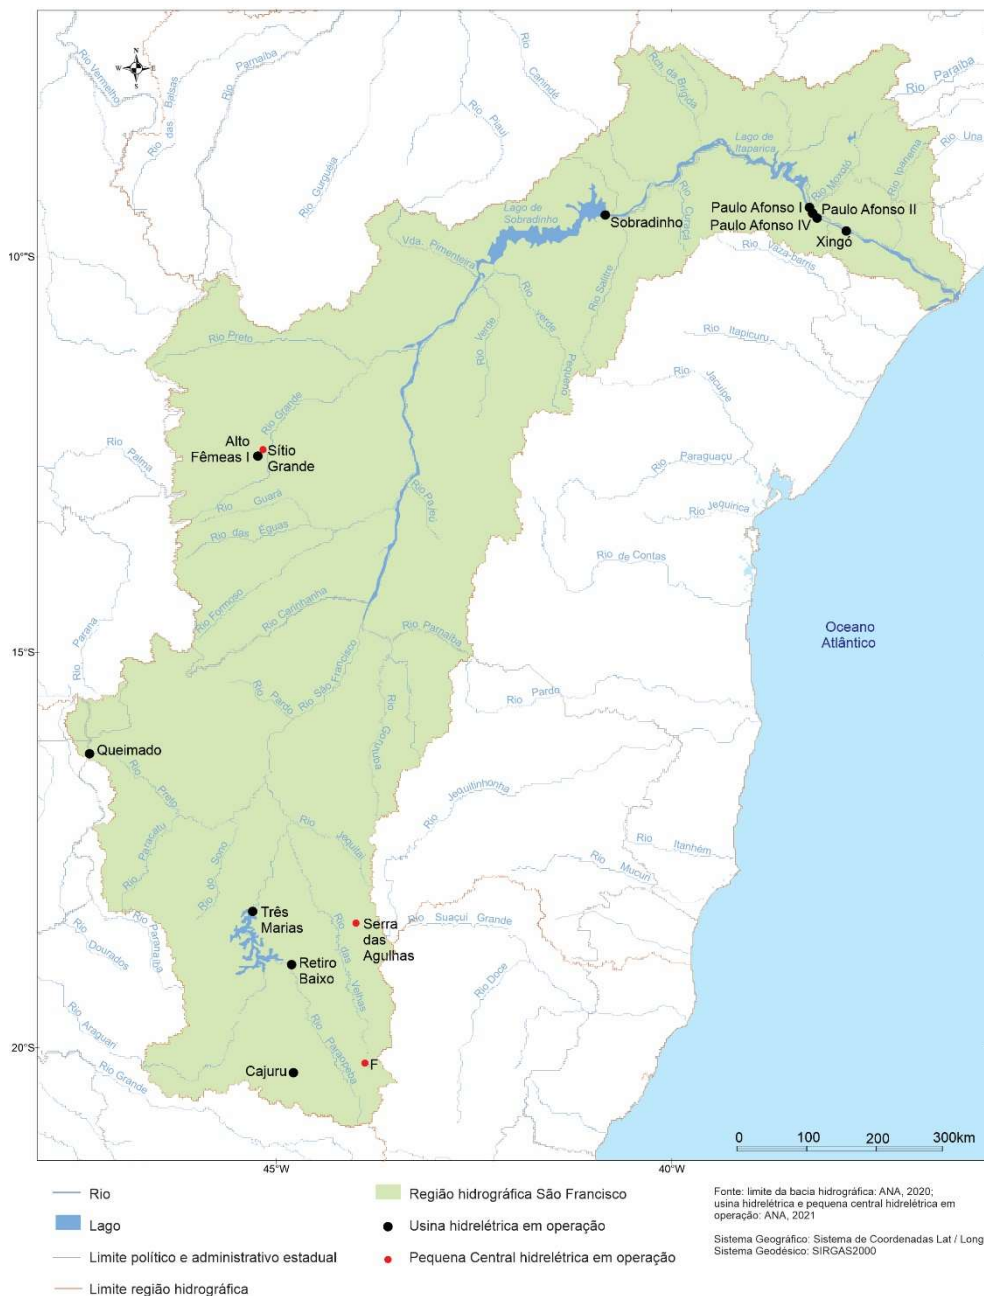 N
W E
S
Rio Vermelho
Rio das Balsas
Rio Parnaíba
Rio Gurguéia
Rio Piauí
Rio Canindé
Rch. da Brígida
Rio Paraíba
Rio Una
Lago de
Itaparica
Rio Moxotó
Rio Ipanema
Rio Curaçá
Paulo Afonso I
Paulo Afonso II
Paulo Afonso IV
Xingó
Lago de
Sobradinho
Sobradinho
Vda. Pimenteira
10°S
Rio Vaza-barris
Rio Salitre
Rio Verde
Rio verde Pequeno
Rio Itapicuru
Rio Preto
Rio Jacuípe
Rio Grande
Alto
Fêmeas I
Sítio
Grande
Rio Palma
Rio Paraguaçu
Rio Guará
Rio Jequiriça
Rio das Éguas
Rio de Contas
Rio Formoso
Rio Carinhanha
Rio Parana
Oceano
Atlântico
15°S
Rio Parnaíba
Rio São Francisco
Rio Pardo
Rio Pardo
Rio Gorutuba
Queimado
Rio Preto
Rio Jequitinhonha
Rio Paracatu
Rio do Sono
Rio Jequitaí
Rio Itanhém
Rio Mucuri
Três
Marias
Rio Suaçuí Grande
Serra
das
Agulhas
Rio Paranaíba
Rio Dourados
Retiro
Baixo
Rio das Velhas
Rio Doce
Rio Araguari
Rio Paraopeba
20°S
F
Cajuru
Rio Grande
0 100 200 300km
45°W 40°W
Rio
Lago
Limite político e administrativo estadual
Limite região hidrográfica
Região hidrográfica São Francisco
Usina hidrelétrica em operação
Pequena Central hidrelétrica em operação
Fonte: limite da bacia hidrográfica: ANA, 2020;
usina hidrelétrica e pequena central hidrelétrica em
operação: ANA, 2021
Sistema Geográfico: Sistema de Coordenadas Lat / Long
Sistema Geodésico: SIRGAS2000